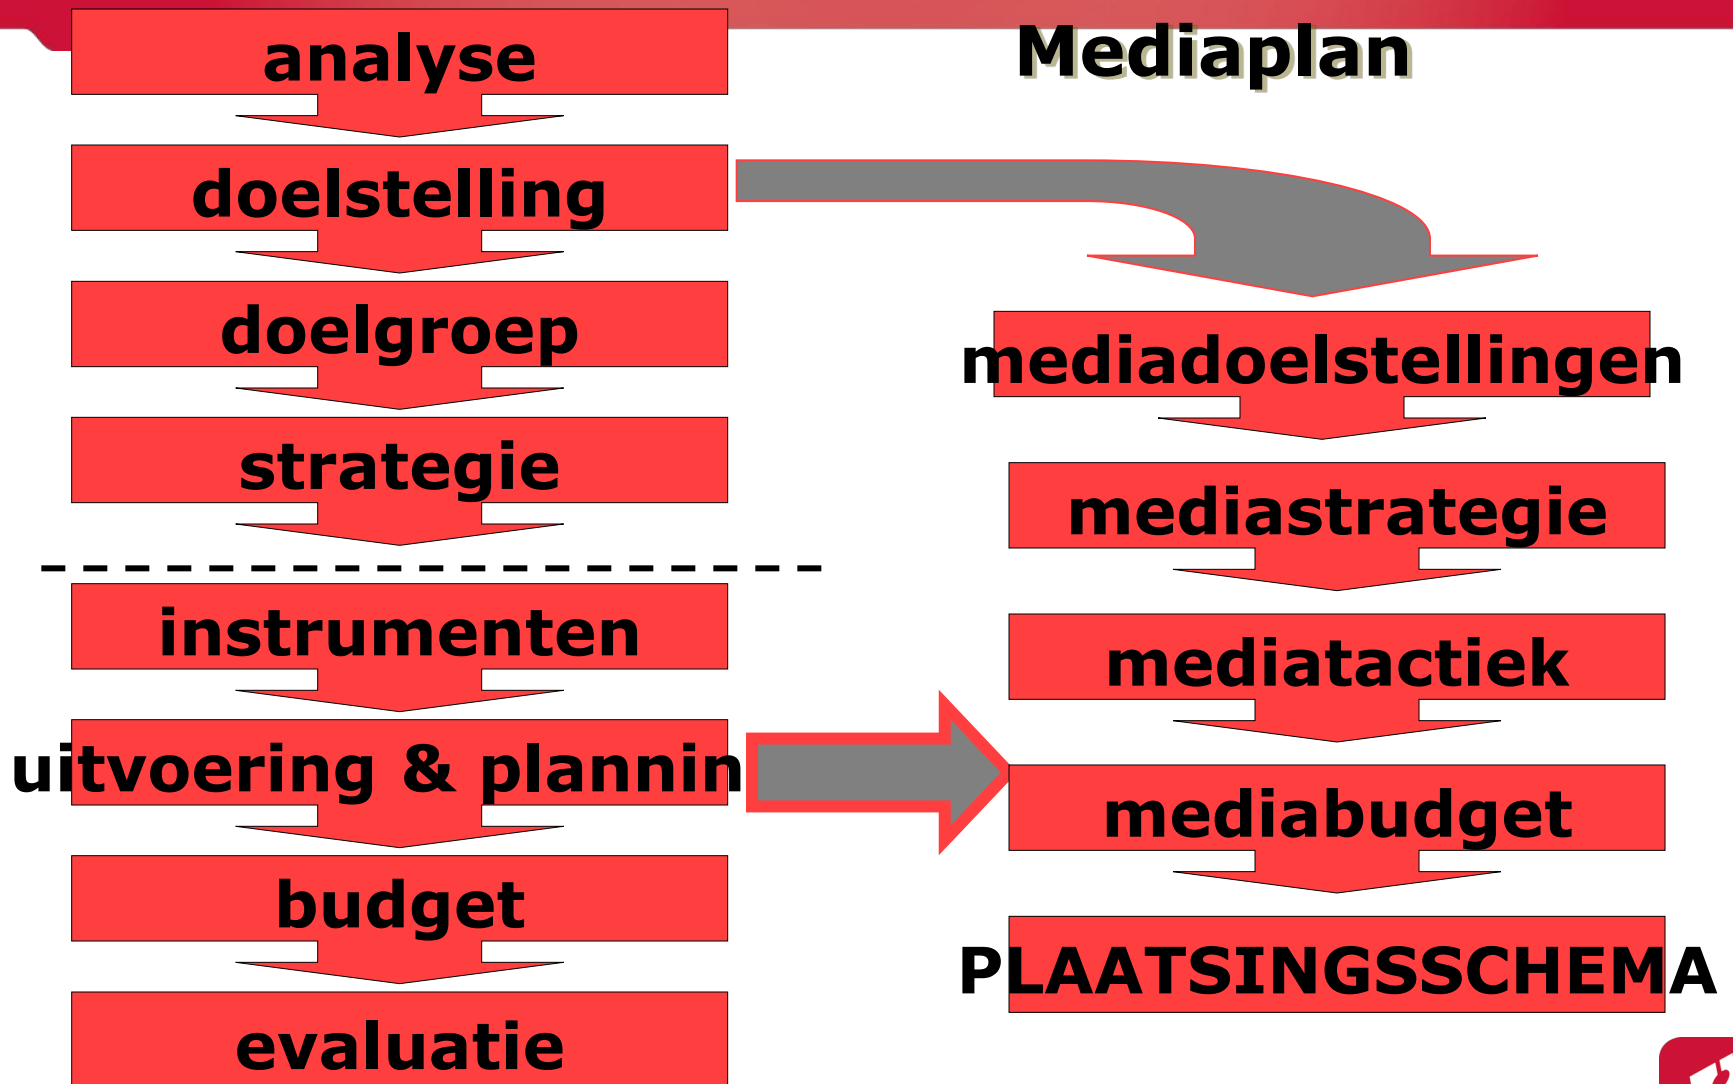 Mediaplan
analyse
doelstelling
doelgroep
strategie
instrumenten
uitvoering & plannin
budget
evaluatie
mediadoelstellingen
mediastrategie
mediatactiek
mediabudget
PLAATSINGSSCHEMA